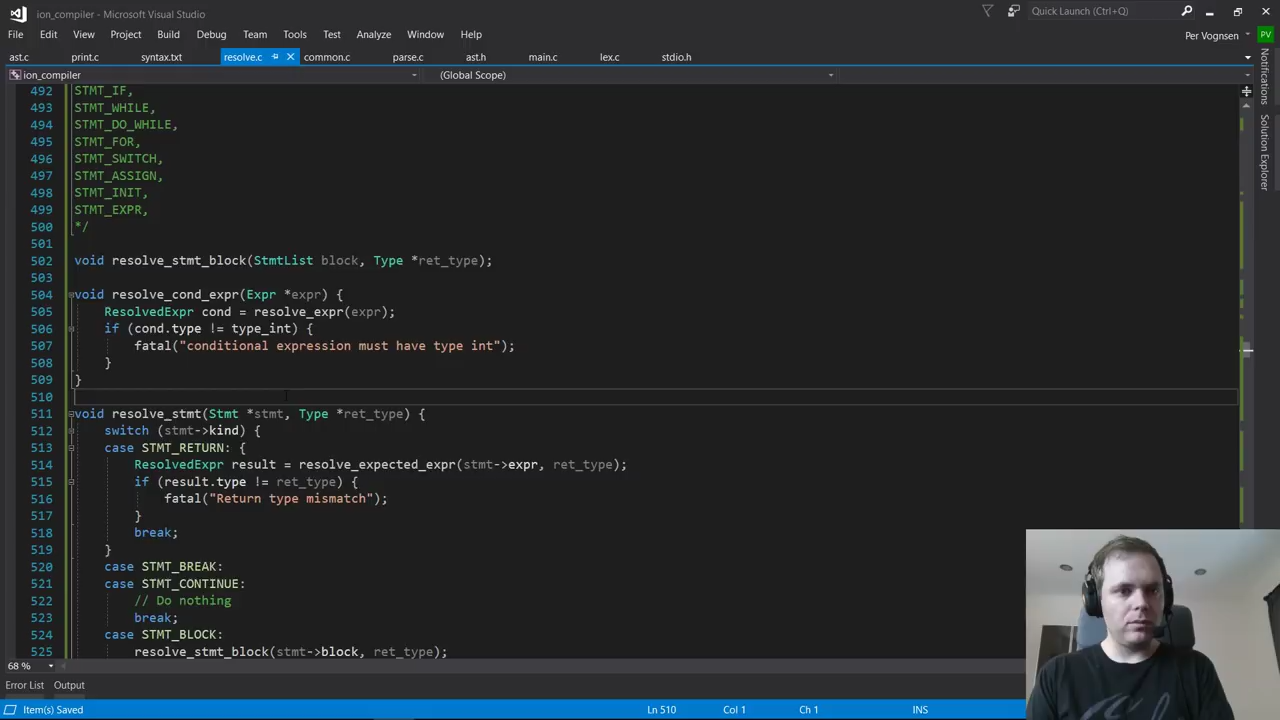 ion_compiler - Microsoft Visual Studio
Quick Launch (Ctrl+Q)
File Edit View Project Build Debug Team Tools Test Analyze Window Help
Per Vognsen PV
ast.c print.c syntax.txt resolve.c common.c parse.c ast.h main.c lex.c stdio.h
ion_compiler (Global Scope)
Notifications
Solution Explorer
492 STMT_IF,
493 STMT_WHILE,
494 STMT_DO_WHILE,
495 STMT_FOR,
496 STMT_SWITCH,
497 STMT_ASSIGN,
498 STMT_INIT,
499 STMT_EXPR,
500 */
501
502 void resolve_stmt_block(StmtList block, Type *ret_type);
503
504 void resolve_cond_expr(Expr *expr) {
505 ResolvedExpr cond = resolve_expr(expr);
506 if (cond.type != type_int) {
507 fatal("conditional expression must have type int");
508 }
509 }
510
511 void resolve_stmt(Stmt *stmt, Type *ret_type) {
512 switch (stmt->kind) {
513 case STMT_RETURN: {
514 ResolvedExpr result = resolve_expected_expr(stmt->expr, ret_type);
515 if (result.type != ret_type) {
516 fatal("Return type mismatch");
517 }
518 break;
519 }
520 case STMT_BREAK:
521 case STMT_CONTINUE:
522 // Do nothing
523 break;
524 case STMT_BLOCK:
525 resolve_stmt_block(stmt->block, ret_type);
68 %
Error List Output
Item(s) Saved Ln 510 Col 1 Ch 1 INS